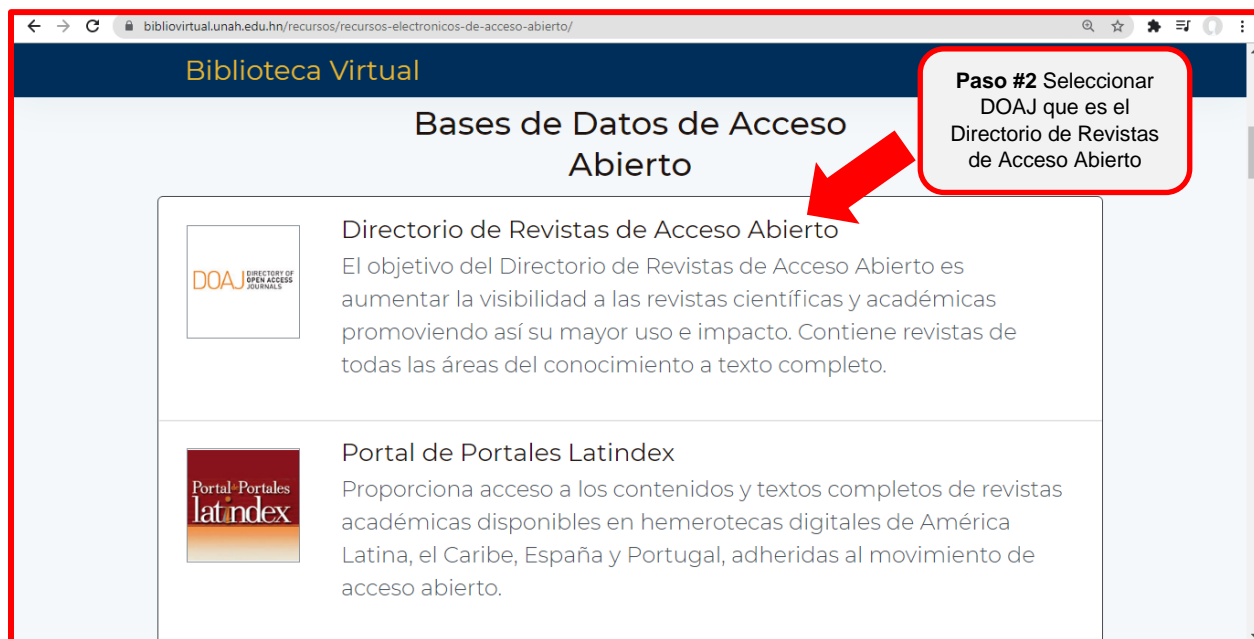 bibliovirtual.unah.edu.hn/recursos/recursos-electronicos-de-acceso-abierto/
Biblioteca Virtual
Paso #2 Seleccionar
DOAJ que es el
Directorio de Revistas
de Acceso Abierto
Bases de Datos de Acceso
Abierto
DOAJ
DIRECTORY OF
OPEN ACCESS
JOURNALS
Directorio de Revistas de Acceso Abierto
El objetivo del Directorio de Revistas de Acceso Abierto es
aumentar la visibilidad a las revistas científicas y académicas
promoviendo así su mayor uso e impacto. Contiene revistas de
todas las áreas del conocimiento a texto completo.
Portal de Portales
latindex
Portal de Portales Latindex
Proporciona acceso a los contenidos y textos completos de revistas
académicas disponibles en hemerotecas digitales de América
Latina, el Caribe, España y Portugal, adheridas al movimiento de
acceso abierto.